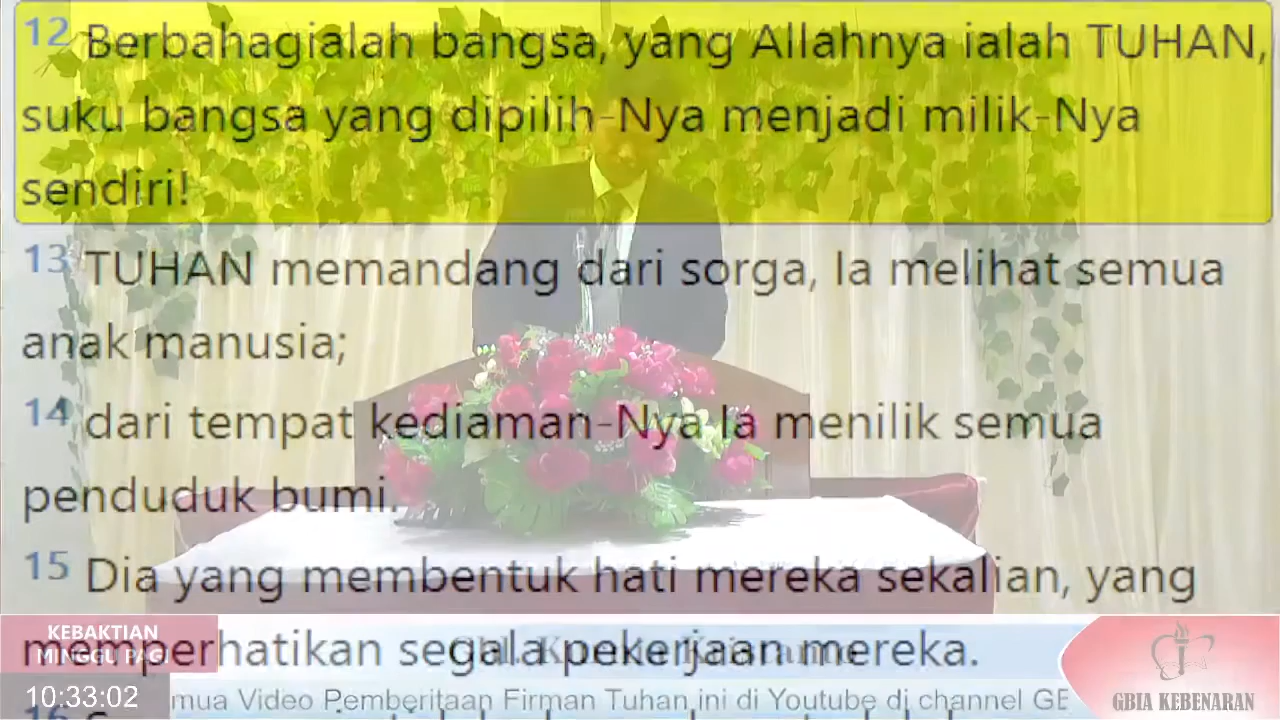 12 Berbahagialah bangsa, yang Allahnya ialah TUHAN,
suku bangsa yang dipilih-Nya menjadi milik-Nya
sendiri!
13 TUHAN memandang dari sorga, Ia melihat semua
anak manusia;
14 dari tempat kediaman-Nya Ia menilik semua
penduduk bumi.
15 Dia yang membentuk hati mereka sekalian, yang
memperhatikan segala pekerjaan mereka.
KEBAKTIAN
MINGGU PAGI
10:33:02
mua Video Pemberitaan Firman Tuhan ini di Youtube di channel GE
GBIA KEBENARAN
16